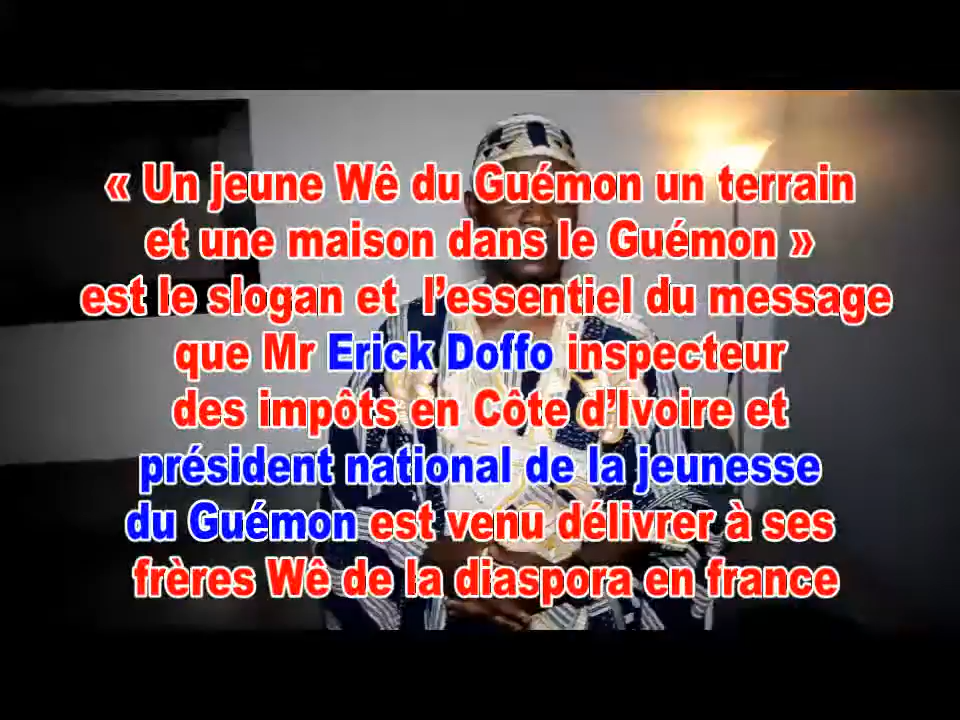 « Un jeune Wê du Guémon un terrain
et une maison dans le Guémon »
est le slogan et l’essentiel du message
que Mr Erick Doffo inspecteur
des impôts en Côte d’Ivoire et
président national de la jeunesse
du Guémon est venu délivrer à ses
frères Wê de la diaspora en france